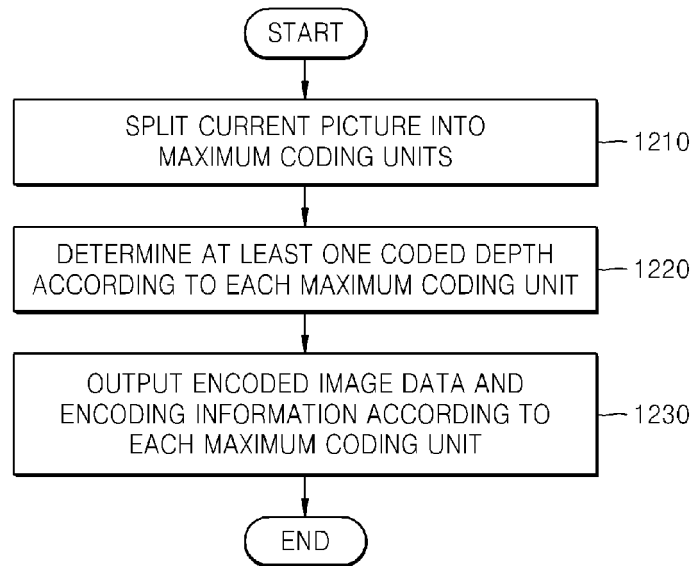 START
SPLIT CURRENT PICTURE INTO
MAXIMUM CODING UNITS
1210
DETERMINE AT LEAST ONE CODED DEPTH
ACCORDING TO EACH MAXIMUM CODING UNIT
1220
OUTPUT ENCODED IMAGE DATA AND
ENCODING INFORMATION ACCORDING TO
EACH MAXIMUM CODING UNIT
1230
END